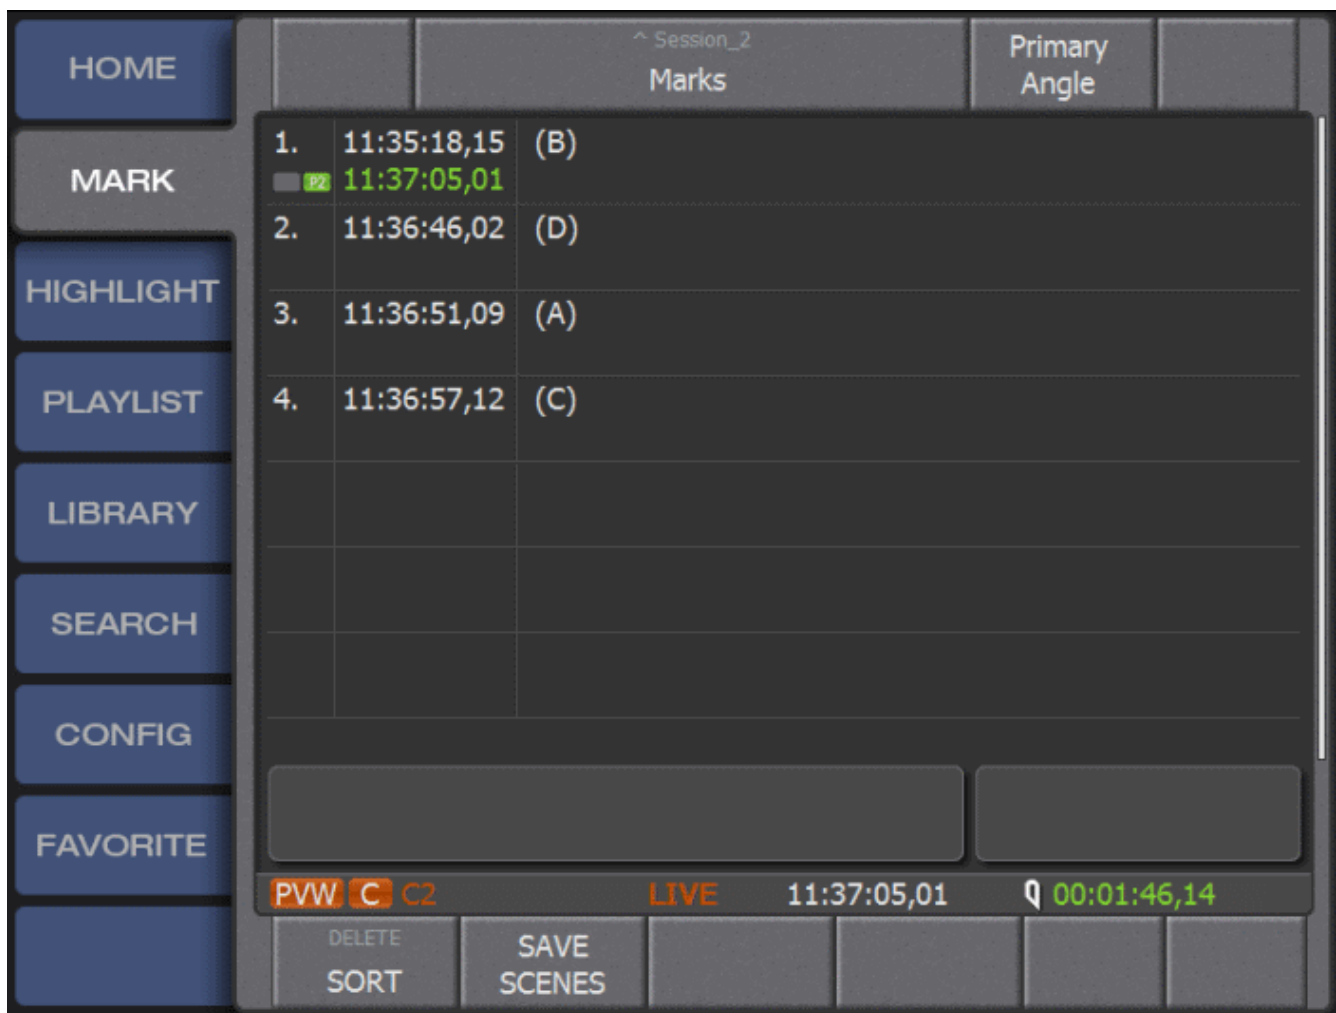 HOME
MARK
HIGHLIGHT
PLAYLIST
LIBRARY
SEARCH
CONFIG
FAVORITE
^ Session_2
Marks
Primary
Angle
1. 11:35:18,15 (B)
P2 11:37:05,01
2. 11:36:46,02 (D)
3. 11:36:51,09 (A)
4. 11:36:57,12 (C)
PVW C C2 LIVE 11:37:05,01 00:01:46,14
DELETE
SORT
SAVE
SCENES